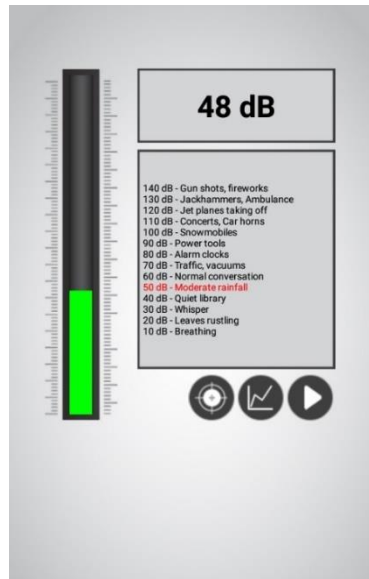 48 dB
140 dB - Gun shots, fireworks
130 dB - Jackhammers, Ambulance
120 dB - Jet planes taking off
110 dB - Concerts, Car horns
100 dB - Snowmobiles
90 dB - Power tools
80 dB - Alarm clocks
70 dB - Traffic, vacuums
60 dB - Normal conversation
50 dB - Moderate rainfall
40 dB - Quiet library
30 dB - Whisper
20 dB - Leaves rustling
10 dB - Breathing